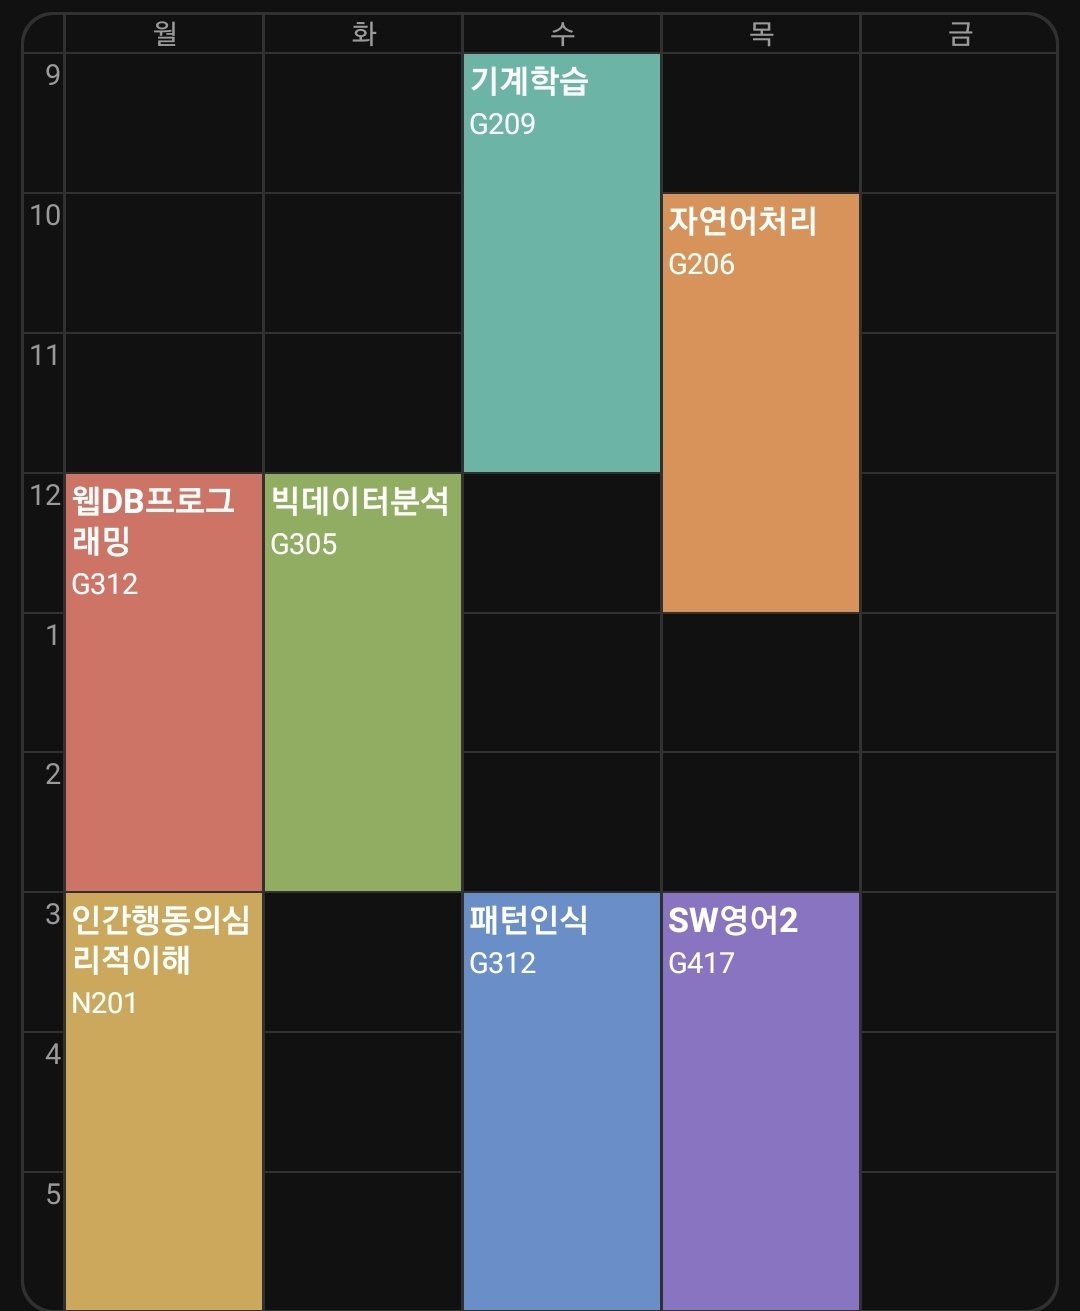 월 화 수 목 금
9
기계학습
G209
10
자연어처리
G206
11
12
웹DB프로그
래밍
G312
빅데이터분석
G305
1
2
3
인간행동의심
리적이해
N201
패턴인식
G312
SW영어2
G417
4
5